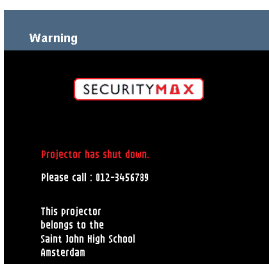 Warning
SECURITYMAX
Projector has shut down.
Please call : 012-3456789
This projector
belongs to the
Saint John High School
Amsterdam